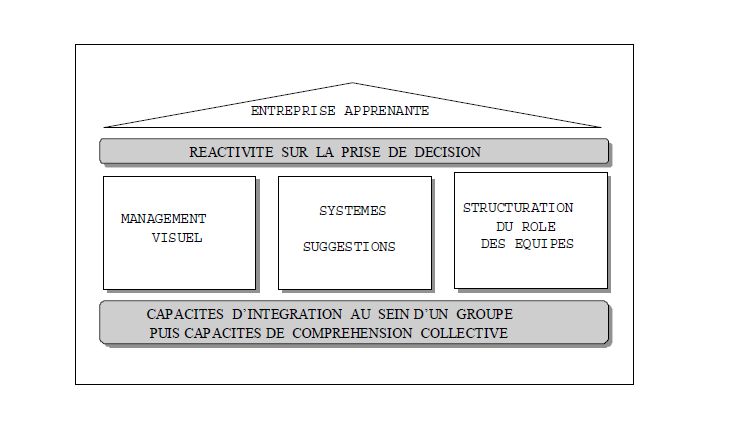 ENTREPRISE APPRENANTE
REACTIVITE SUR LA PRISE DE DECISION
MANAGEMENT
VISUEL
SYSTEMES
SUGGESTIONS
STRUCTURATION
DU ROLE
DES EQUIPES
CAPACITES D'INTEGRATION AU SEIN D'UN GROUPE
PUIS CAPACITES DE COMPREHENSION COLLECTIVE